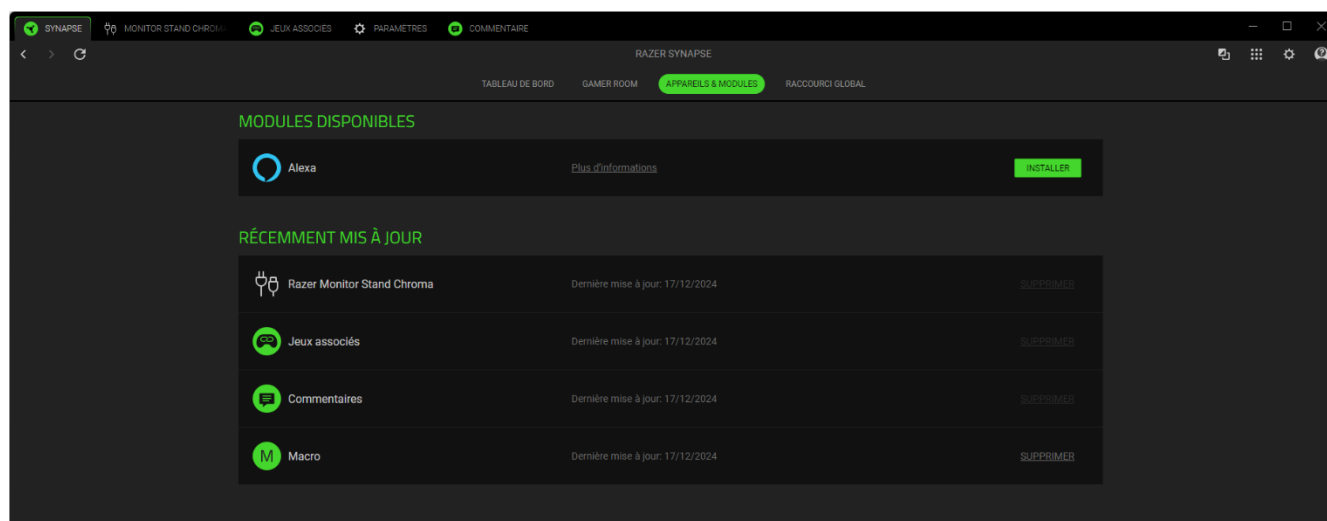 SYNAPSE MONITOR STAND CHROMA JEUX ASSOCIÉS PARAMÈTRES COMMENTAIRE
RAZER SYNAPSE
TABLEAU DE BORD GAMER ROOM APPAREILS & MODULES RACCOURCI GLOBAL
MODULES DISPONIBLES
Alexa Plus d'informations INSTALLER
RÉCEMMENT MIS À JOUR
Razer Monitor Stand Chroma Dernière mise à jour: 17/12/2024 SUPPRIMER
Jeux associés Dernière mise à jour: 17/12/2024 SUPPRIMER
Commentaires Dernière mise à jour: 17/12/2024 SUPPRIMER
M Macro Dernière mise à jour: 17/12/2024 SUPPRIMER